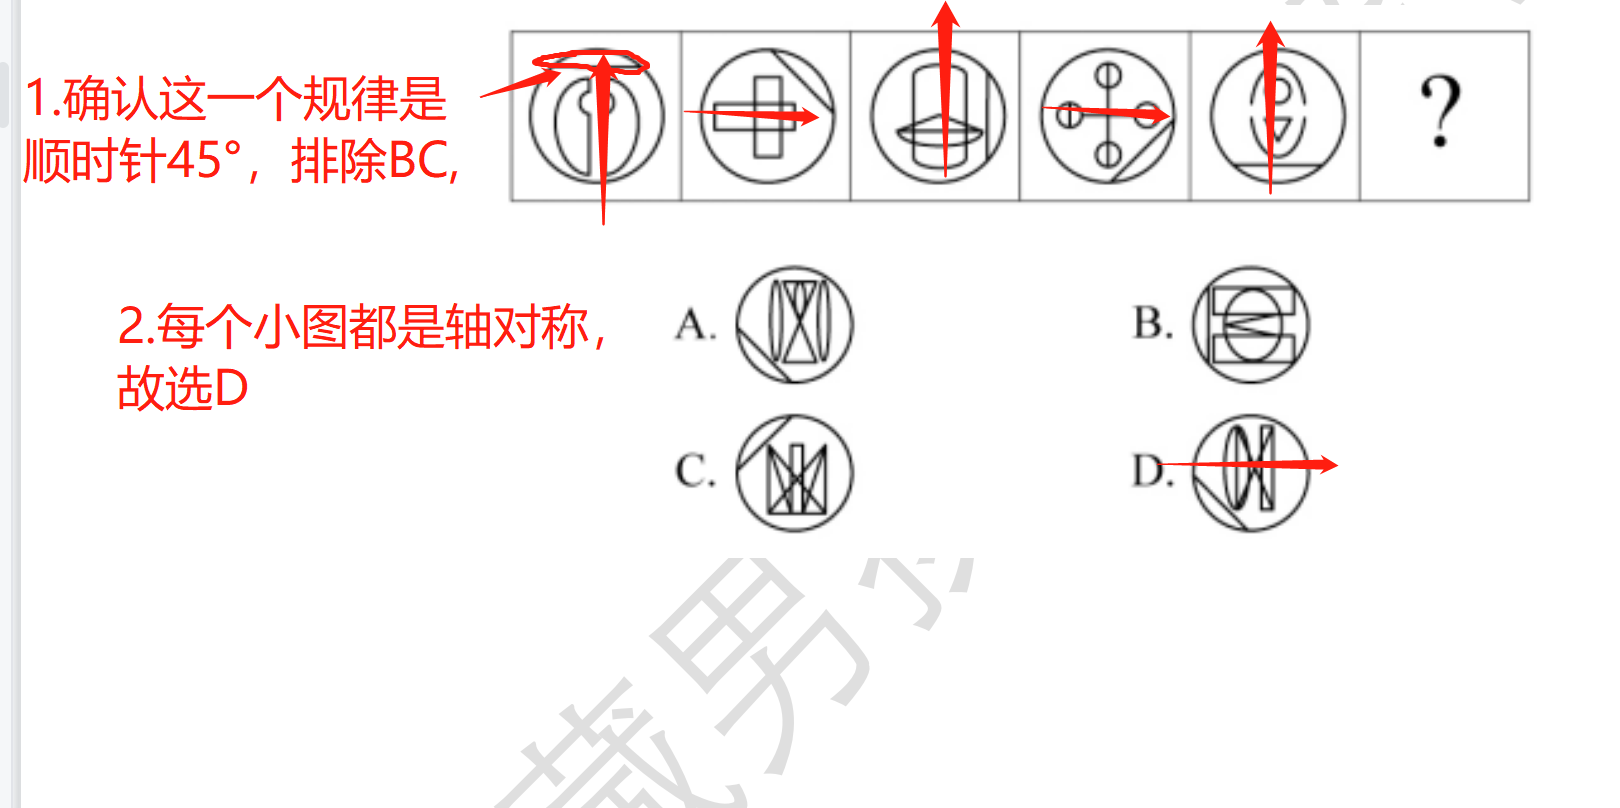 1.确认这一个规律是
顺时针45°，排除BC,
?
2.每个小图都是轴对称，
故选D
A.
B.
C.
D.
藏男